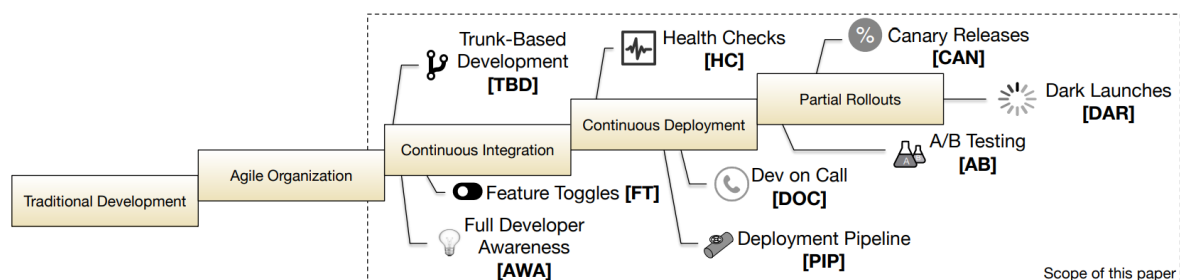 Trunk-Based
Development
[TBD]
Health Checks
[HC]
%
Canary Releases
[CAN]
Partial Rollouts
Dark Launches
[DAR]
Continuous Deployment
Continuous Integration
A
A/B Testing
[AB]
Agile Organization
Dev on Call
[DOC]
Feature Toggles [FT]
Traditional Development
Full Developer
Awareness
[AWA]
Deployment Pipeline
[PIP]
Scope of this paper